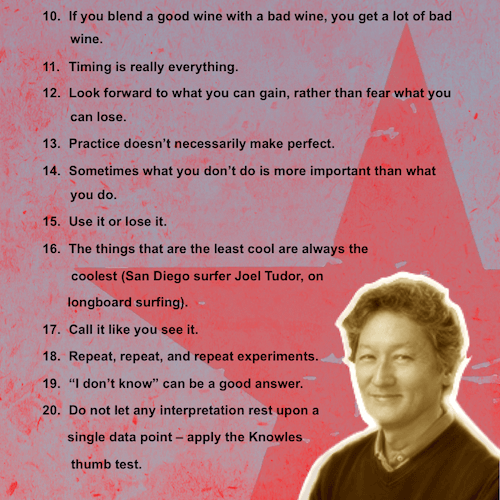 10. If you blend a good wine with a bad wine, you get a lot of bad
wine.
11. Timing is really everything.
12. Look forward to what you can gain, rather than fear what you
can lose.
13. Practice doesn’t necessarily make perfect.
14. Sometimes what you don’t do is more important than what
you do.
15. Use it or lose it.
16. The things that are the least cool are always the
coolest (San Diego surfer Joel Tudor, on
longboard surfing).
17. Call it like you see it.
18. Repeat, repeat, and repeat experiments.
19. “I don’t know” can be a good answer.
20. Do not let any interpretation rest upon a
single data point – apply the Knowles
thumb test.